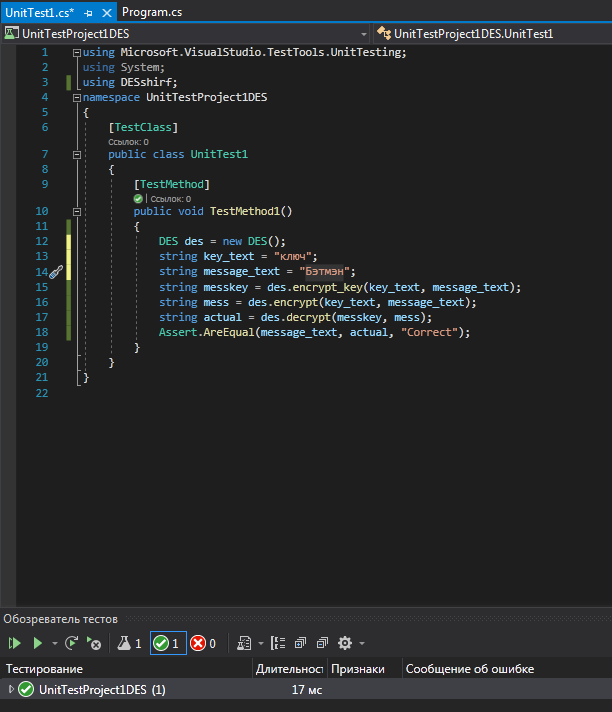 UnitTest1.cs* Program.cs
UnitTestProject1DES UnitTestProject1DES.UnitTest1
1 using Microsoft.VisualStudio.TestTools.UnitTesting;
2 using System;
3 using DESshirf;
4 namespace UnitTestProject1DES
5 {
6 [TestClass]
Ссылок: 0
7 public class UnitTest1
8 {
9 [TestMethod]
| Ссылок: 0
10 public void TestMethod1()
11 {
12 DES des = new DES();
13 string key_text = "ключ";
14 string message_text = "Бэтмэн";
15 string messkey = des.encrypt_key(key_text, message_text);
16 string mess = des.encrypt(key_text, message_text);
17 string actual = des.decrypt(messkey, mess);
18 Assert.AreEqual(message_text, actual, "Correct");
19 }
20 }
21 }
22
Обозреватель тестов
1 1 0
Тестирование Длительност Признаки Сообщение об ошибке
UnitTestProject1DES (1) 17 мс